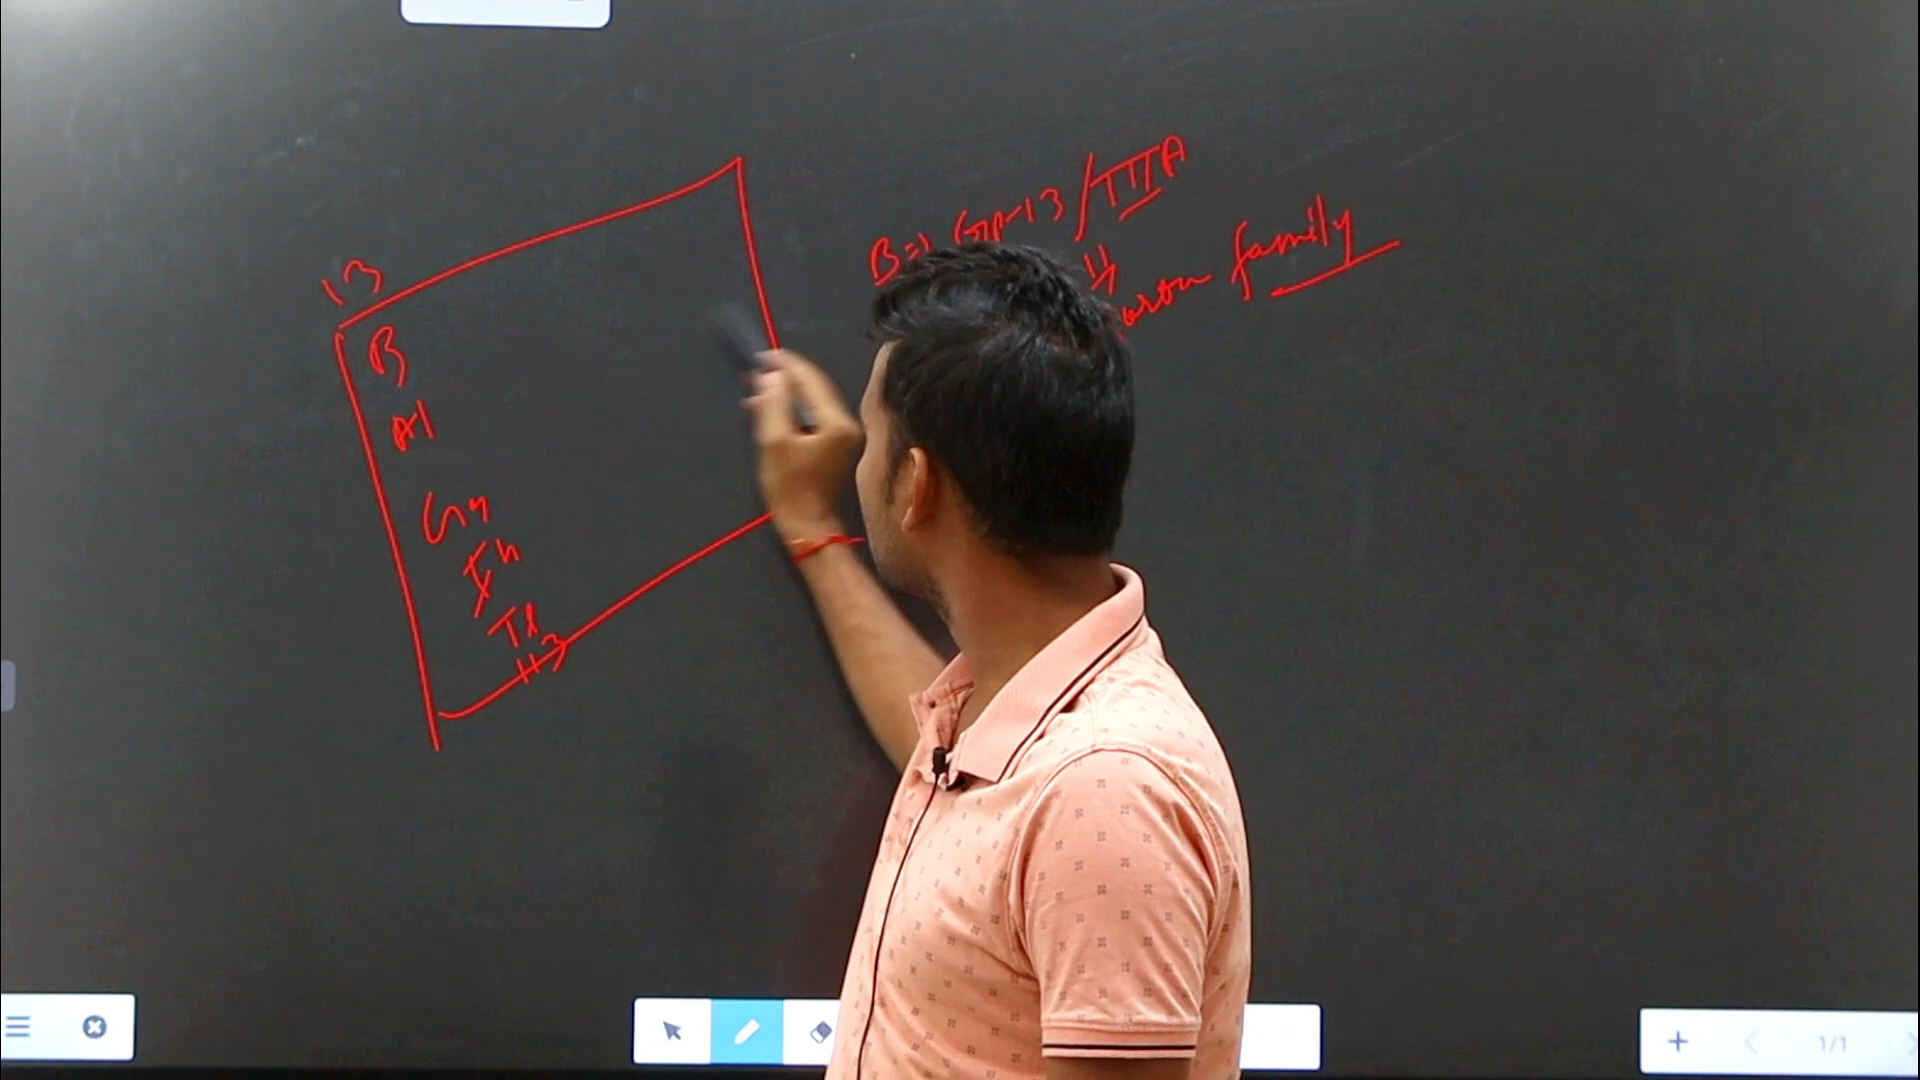 13
B
Al
Ga
In
Tl
113
B => Gp-13/IIIA
family
1/1